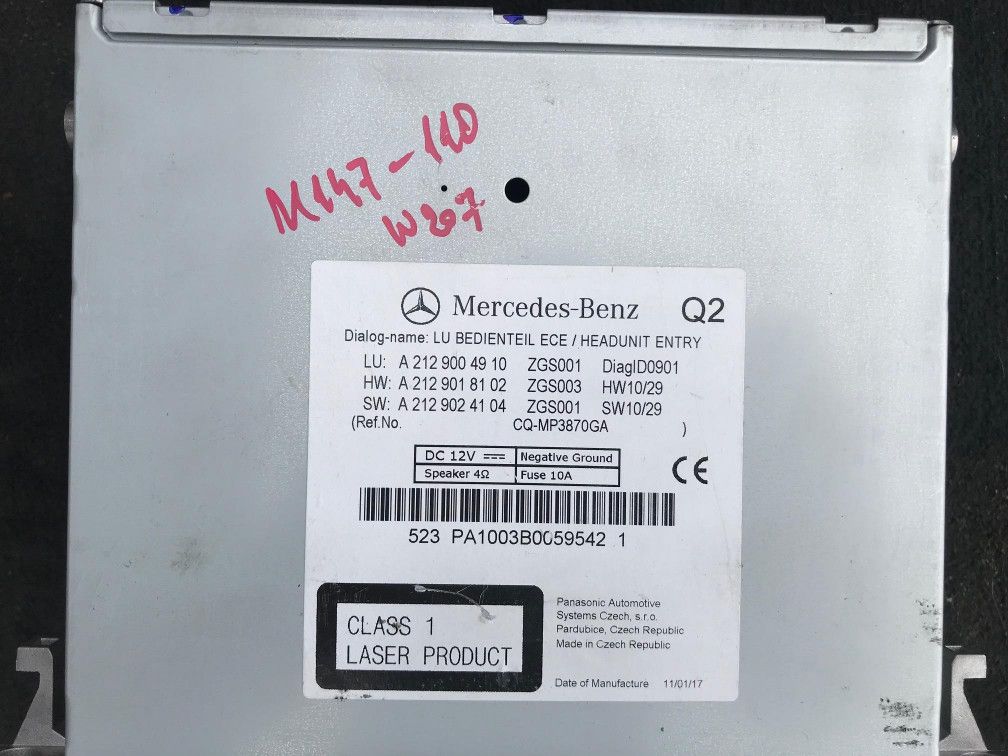 M147-110
W207
Mercedes-Benz Q2
Dialog-name: LU BEDIENTEIL ECE / HEADUNIT ENTRY
LU: A 212 900 49 10 ZGS001 DiagID0901
HW: A 212 901 81 02 ZGS003 HW10/29
SW: A 212 902 41 04 ZGS001 SW10/29
(Ref.No. CQ-MP3870GA )
DC 12V Negative Ground
Speaker 4Ω Fuse 10A
CE
523 PA1003B0059542 1
CLASS 1
LASER PRODUCT
Panasonic Automotive
Systems Czech, s.r.o.
Pardubice, Czech Republic
Made in Czech Republic
Date of Manufacture 11/01/17